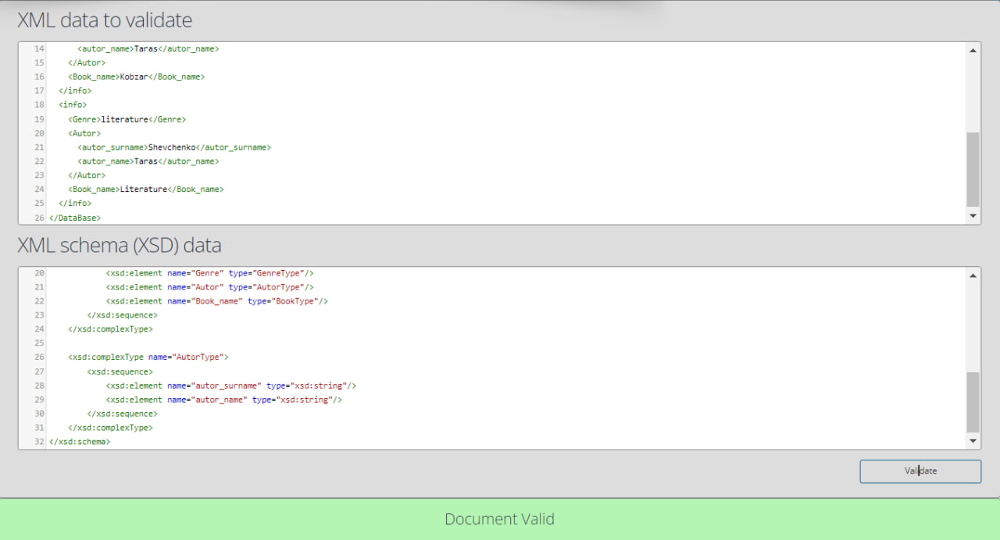 XML data to validate
14 <autor_name>Taras</autor_name>
15 </Autor>
16 <Book_name>Kobzar</Book_name>
17 </info>
18 <info>
19 <Genre>literature</Genre>
20 <Autor>
21 <autor_surname>Shevchenko</autor_surname>
22 <autor_name>Taras</autor_name>
23 </Autor>
24 <Book_name>Literature</Book_name>
25 </info>
26 </DataBase>
XML schema (XSD) data
20 <xsd:element name="Genre" type="GenreType"/>
21 <xsd:element name="Autor" type="AutorType"/>
22 <xsd:element name="Book_name" type="BookType"/>
23 </xsd:sequence>
24 </xsd:complexType>
25
26 <xsd:complexType name="AutorType">
27 <xsd:sequence>
28 <xsd:element name="autor_surname" type="xsd:string"/>
29 <xsd:element name="autor_name" type="xsd:string"/>
30 </xsd:sequence>
31 </xsd:complexType>
32 </xsd:schema>
Validate
Document Valid